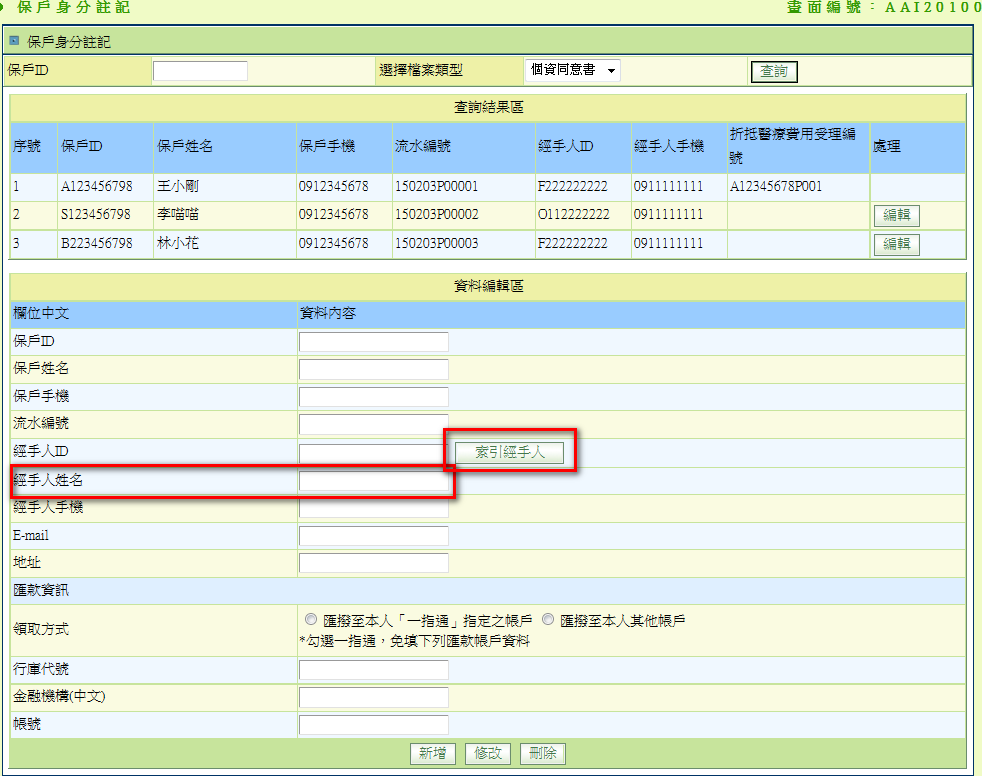 保戶身分註記 畫面編號：AAI20100
保戶身分註記
保戶ID 選擇檔案類型 個資同意書 查詢
查詢結果區
序號 保戶ID 保戶姓名 保戶手機 流水編號 經手人ID 經手人手機 折抵醫療費用受理編號 處理
1 A123456798 王小剛 0912345678 150203P00001 F222222222 0911111111 A12345678P001
2 S123456798 李喵喵 0912345678 150203P00002 O112222222 0911111111 編輯
3 B223456798 林小花 0912345678 150203P00003 F222222222 0911111111 編輯
資料編輯區
欄位中文 資料內容
保戶ID
保戶姓名
保戶手機
流水編號
經手人ID 索引經手人
經手人姓名
經手人手機
E-mail
地址
匯款資訊
領取方式 匯撥至本人「一指通」指定之帳戶 匯撥至本人其他帳戶
*勾選一指通，免填下列匯款帳戶資料
行庫代號
金融機構(中文)
帳號
新增 修改 刪除